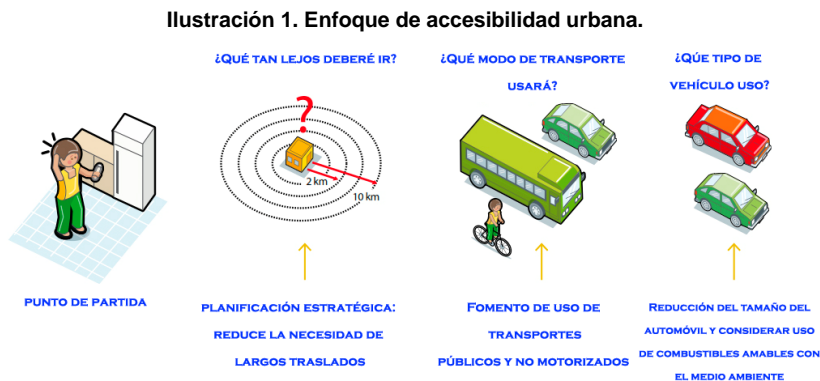 Ilustración 1. Enfoque de accesibilidad urbana.
¿QUÉ TAN LEJOS DEBERÉ IR?
¿QUÉ MODO DE TRANSPORTE
USARÁ?
¿QÚE TIPO DE
VEHÍCULO USO?
?
2 km
10 km
PUNTO DE PARTIDA
PLANIFICACIÓN ESTRATÉGICA:
REDUCE LA NECESIDAD DE
LARGOS TRASLADOS
FOMENTO DE USO DE
TRANSPORTES
PÚBLICOS Y NO MOTORIZADOS
REDUCCIÓN DEL TAMAÑO DEL
AUTOMÓVIL Y CONSIDERAR USO
DE COMBUSTIBLES AMABLES CON
EL MEDIO AMBIENTE